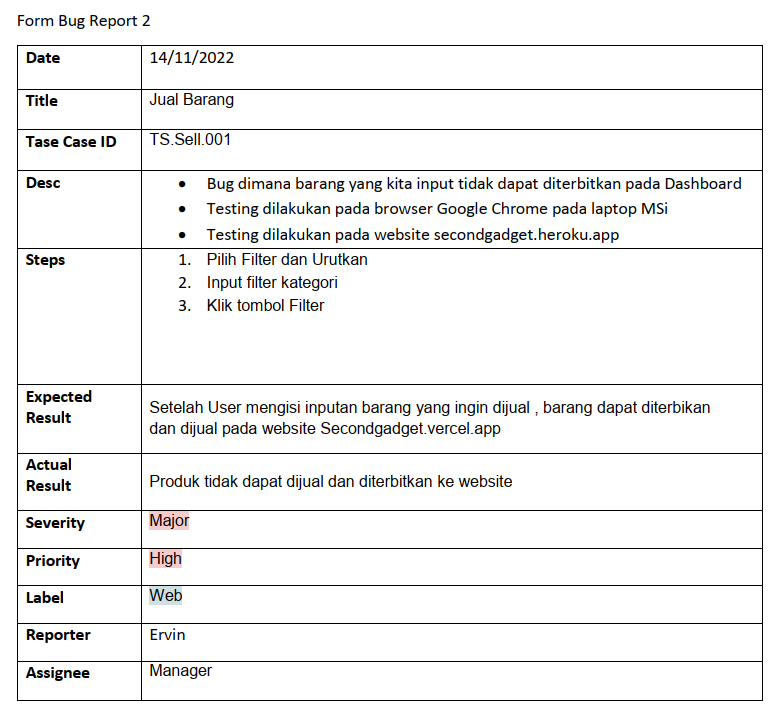 Form Bug Report 2
Date 14/11/2022
Title Jual Barang
Tase Case ID TS.Sell.001
Desc
• Bug dimana barang yang kita input tidak dapat diterbitkan pada Dashboard
• Testing dilakukan pada browser Google Chrome pada laptop MSi
• Testing dilakukan pada website secondgadget.heroku.app
Steps
1. Pilih Filter dan Urutkan
2. Input filter kategori
3. Klik tombol Filter
Expected
Result
Setelah User mengisi inputan barang yang ingin dijual , barang dapat diterbikan
dan dijual pada website Secondgadget.vercel.app
Actual
Result
Produk tidak dapat dijual dan diterbitkan ke website
Severity Major
Priority High
Label Web
Reporter Ervin
Assignee Manager